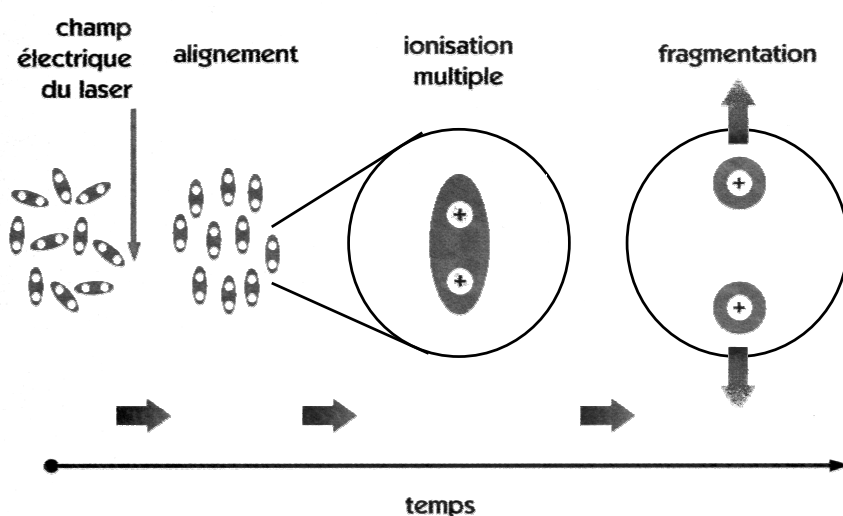 champ
électrique
du laser
alignement
ionisation
multiple
fragmentation
+
+
+
+
temps